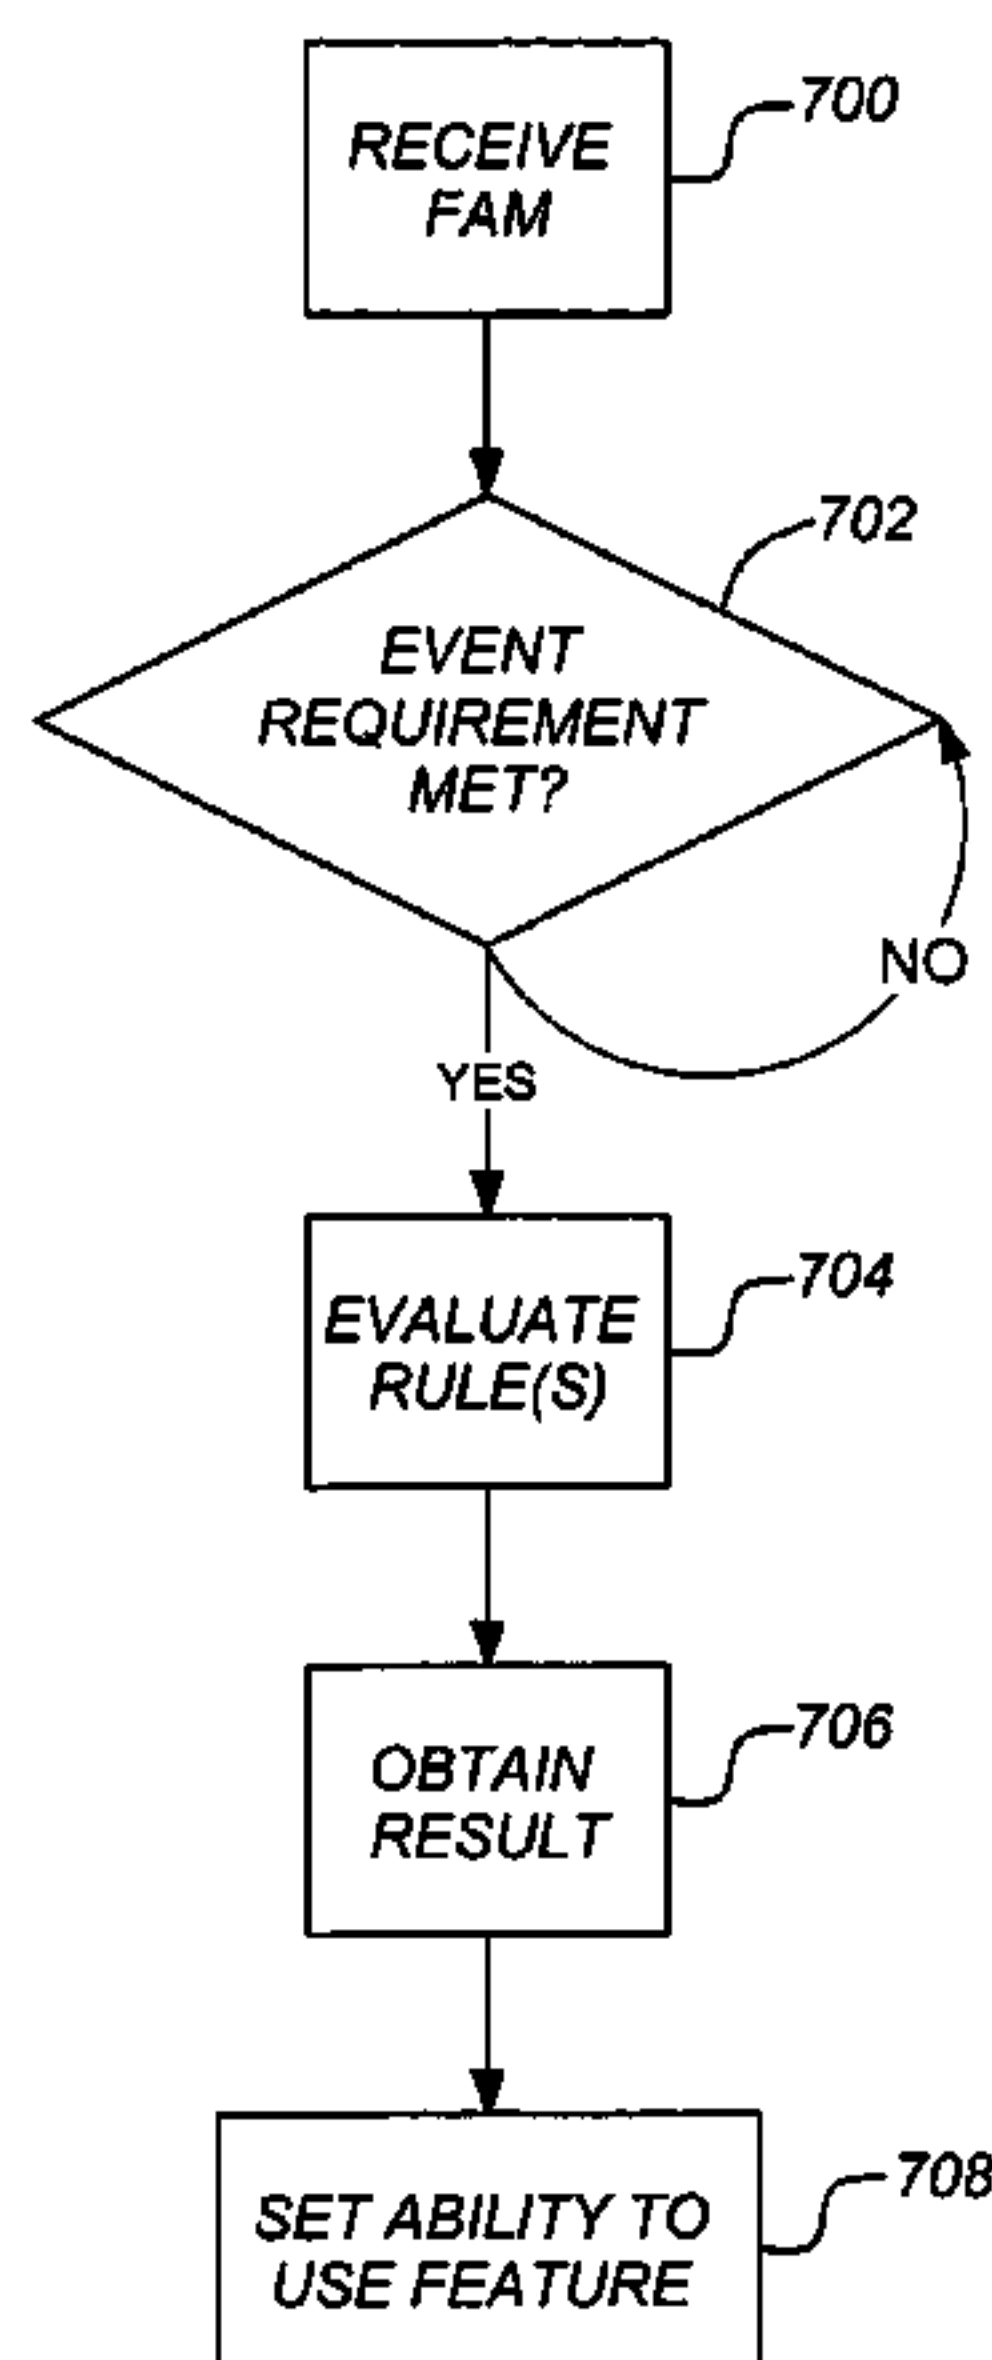 700
RECEIVE
FAM
702
EVENT
REQUIREMENT
MET?
NO
YES
704
EVALUATE
RULE(S)
706
OBTAIN
RESULT
708
SET ABILITY TO
USE FEATURE